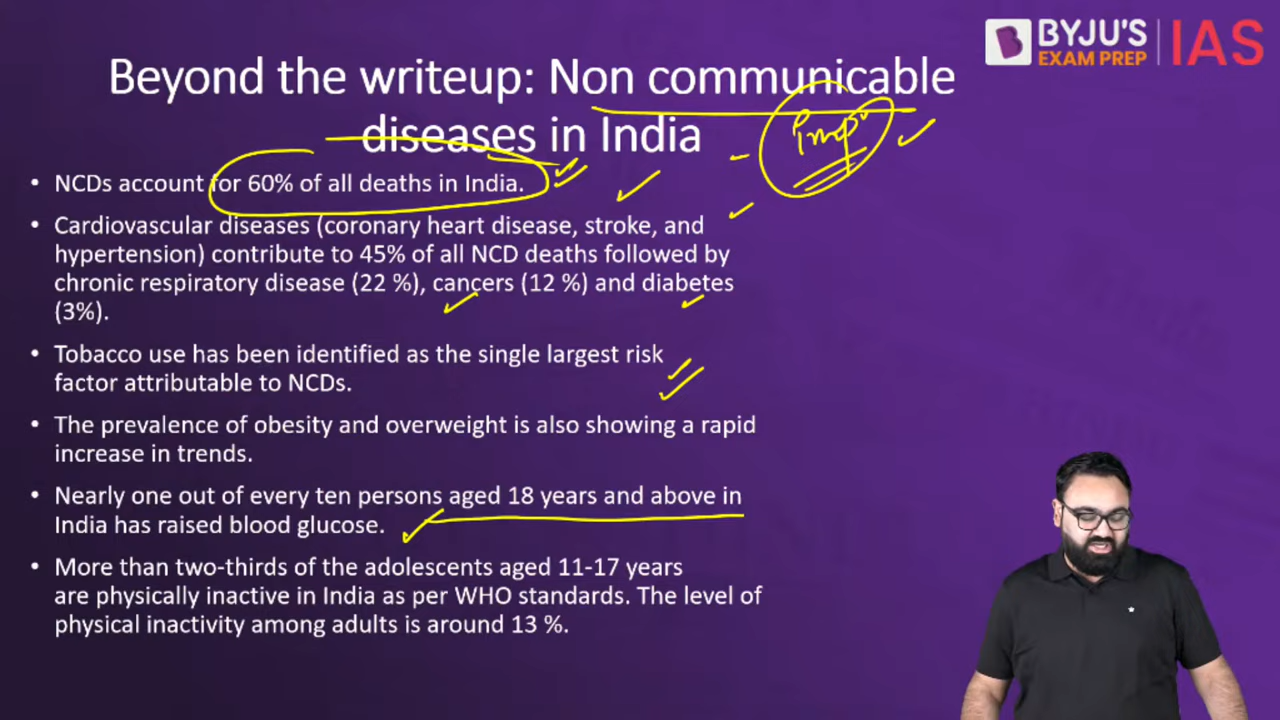 BYJU'S
EXAM PREP
IAS
Beyond the writeup: Non communicable
diseases in India
impo
• NCDs account for 60% of all deaths in India.
• Cardiovascular diseases (coronary heart disease, stroke, and
hypertension) contribute to 45% of all NCD deaths followed by
chronic respiratory disease (22 %), cancers (12 %) and diabetes
(3%).
• Tobacco use has been identified as the single largest risk
factor attributable to NCDs.
• The prevalence of obesity and overweight is also showing a rapid
increase in trends.
• Nearly one out of every ten persons aged 18 years and above in
India has raised blood glucose.
• More than two-thirds of the adolescents aged 11-17 years
are physically inactive in India as per WHO standards. The level of
physical inactivity among adults is around 13 %.